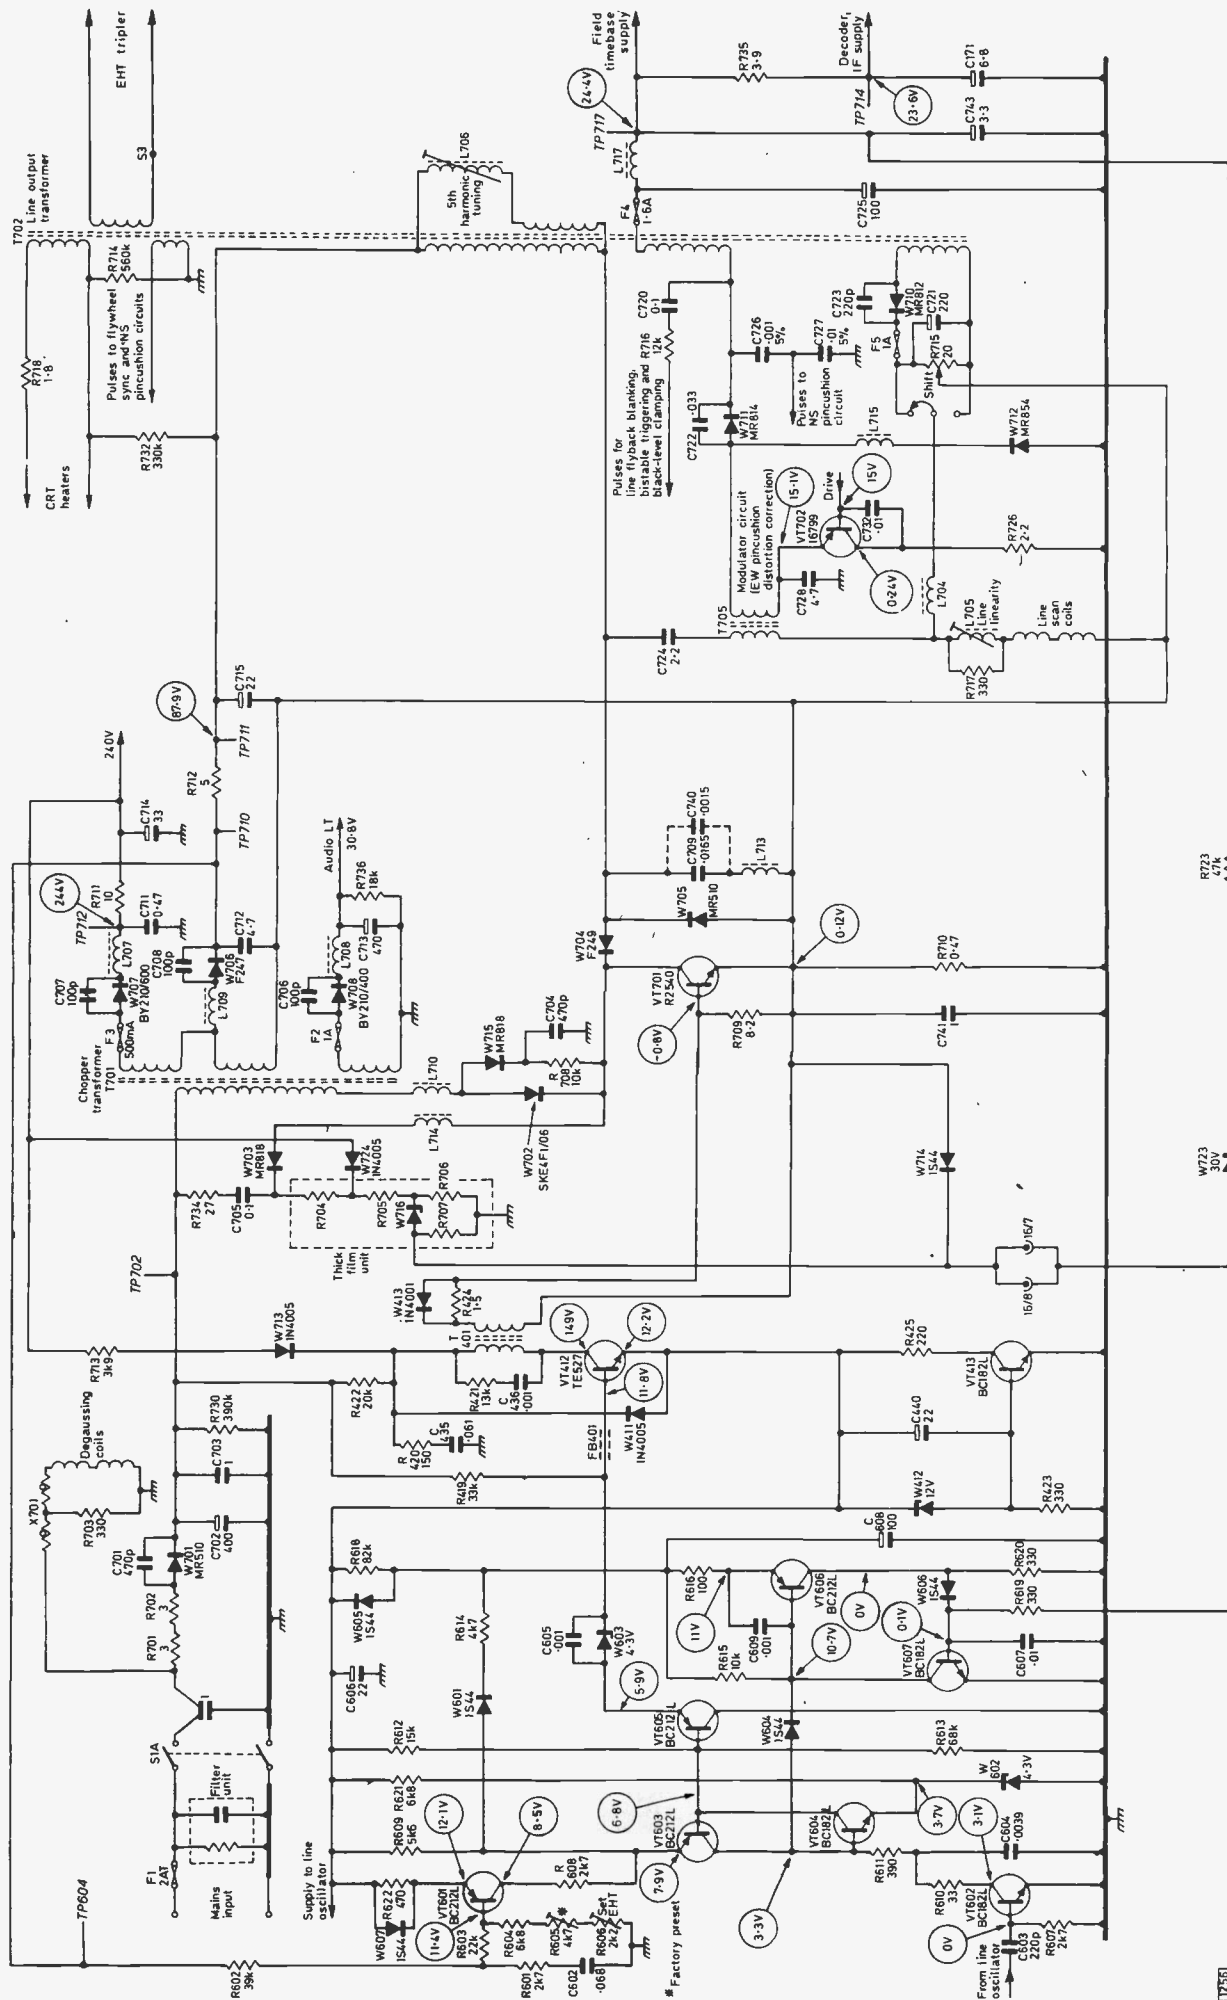 TP604
R602
39k
F1
2AT
Mains
input
Filter
unit
S1A
R701
3
R702
3
C701
470p
W701
MR510
X701
R703
330
Degaussing
coils
C702
400
C703
1
R730
390k
TP702
R713
3k9
W713
1N4005
R734
27
C705
0·1
W703
MR818
W724
1N4005
R704
R705
W716
R707
R706
Thick
film
unit
L714
L710
Chopper
transformer
T701
F3
500mA
C707
100p
W707
BY210/600
L707
TP712
244V
R711
10
C711
0·47
C714
33
240V
C708
100p
L709
W706
F247
C712
4·7
TP710
R712
5
TP711
87·9V
C715
22
C706
100p
F2
1A
W708
BY210/400
L708
C713
470
R736
18k
Audio LT
30·8V
W715
MR818
C704
470p
R
708
10k
W702
SKE4F1/06
R732
330k
CRT
heaters
R718
1·8
T702
Line output
transformer
R714
560k
Pulses to flywheel
sync and NS
pincushion circuits
EHT tripler
S3
5th
harmonic
tuning
L706
Field
timebase
supply
24·4V
TP717
L717
F4
1·6A
R735
3·9
Decoder,
IF supply
TP714
23·6V
C725
100
C743
3·3
C171
6·8
Pulses for
line flyback blanking,
bistable triggering and
black-level clamping
R716
12k
C720
0·1
C722
·033
W711
MR814
C726
·001
5%
C727
·01
5%
Pulses to
NS
pincushion
circuit
C723
220p
W710
MR812
F5
1A
C721
220
R715
20
Shift
L715
W712
MR854
Modulator circuit
(EW pincushion
distortion correction)
T705
C728
4·7
15·1V
VT702
16799
Drive
15V
C732
·01
0·24V
R726
2·2
L704
C724
2·2
L705
Line
linearity
R717
330
Line
scan
coils
W704
F249
VT701
R2540
-0·8V
R709
8·2
W705
MR510
C709
·0165
C740
·0015
L713
0·12V
R710
0·47
C741
1
W714
1S44
16/8
16/7
R723
47k
W723
30V
Supply to line
oscillator
W607
1S44
R622
470
R609
5k6
R621
6k8
R612
15k
C606
22
W605
1S44
R618
82k
R422
20k
R
420
150
C
435
·061
R419
33k
R421
13k
C
436
·001
T
401
W413
1N4001
R424
1·5
149V
VT412
TE527
12·2V
11·8V
FB401
W411
1N4005
R425
220
VT413
BC182L
C440
22
W412
12V
R423
330
12·1V
VT601
BC212L
8·5V
11·4V
R603
22k
R604
6k8
R605
4k7
*
R606
2k2
Set
EHT
R601
2k7
C602
·068
R
608
2k7
*Factory preset
W601
1S44
R614
4k7
C605
·001
W603
4·3V
C
608
100
6·8V
7·9V
VT603
BC212L
VT605
BC212L
5·9V
W604
1S44
R615
10k
R616
100
11V
C609
·001
VT606
BC212L
10·7V
0V
W606
1S44
R620
330
R619
330
0·1V
VT607
BC182L
C607
·01
R613
68k
W
602
4·3V
3·7V
VT604
BC182L
R611
390
3·3V
3·1V
C604
·0039
R610
33
VT602
BC182L
0V
C603
220p
R607
2k7
From line
oscillator